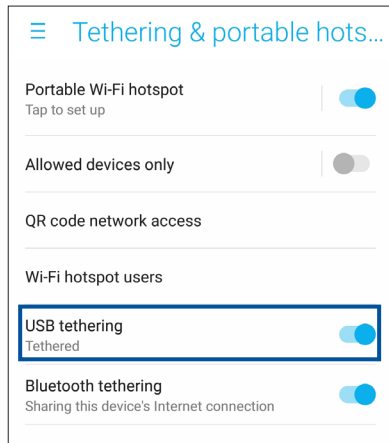 Tethering & portable hots...
Portable Wi-Fi hotspot
Tap to set up
Allowed devices only
QR code network access
Wi-Fi hotspot users
USB tethering
Tethered
Bluetooth tethering
Sharing this device's Internet connection